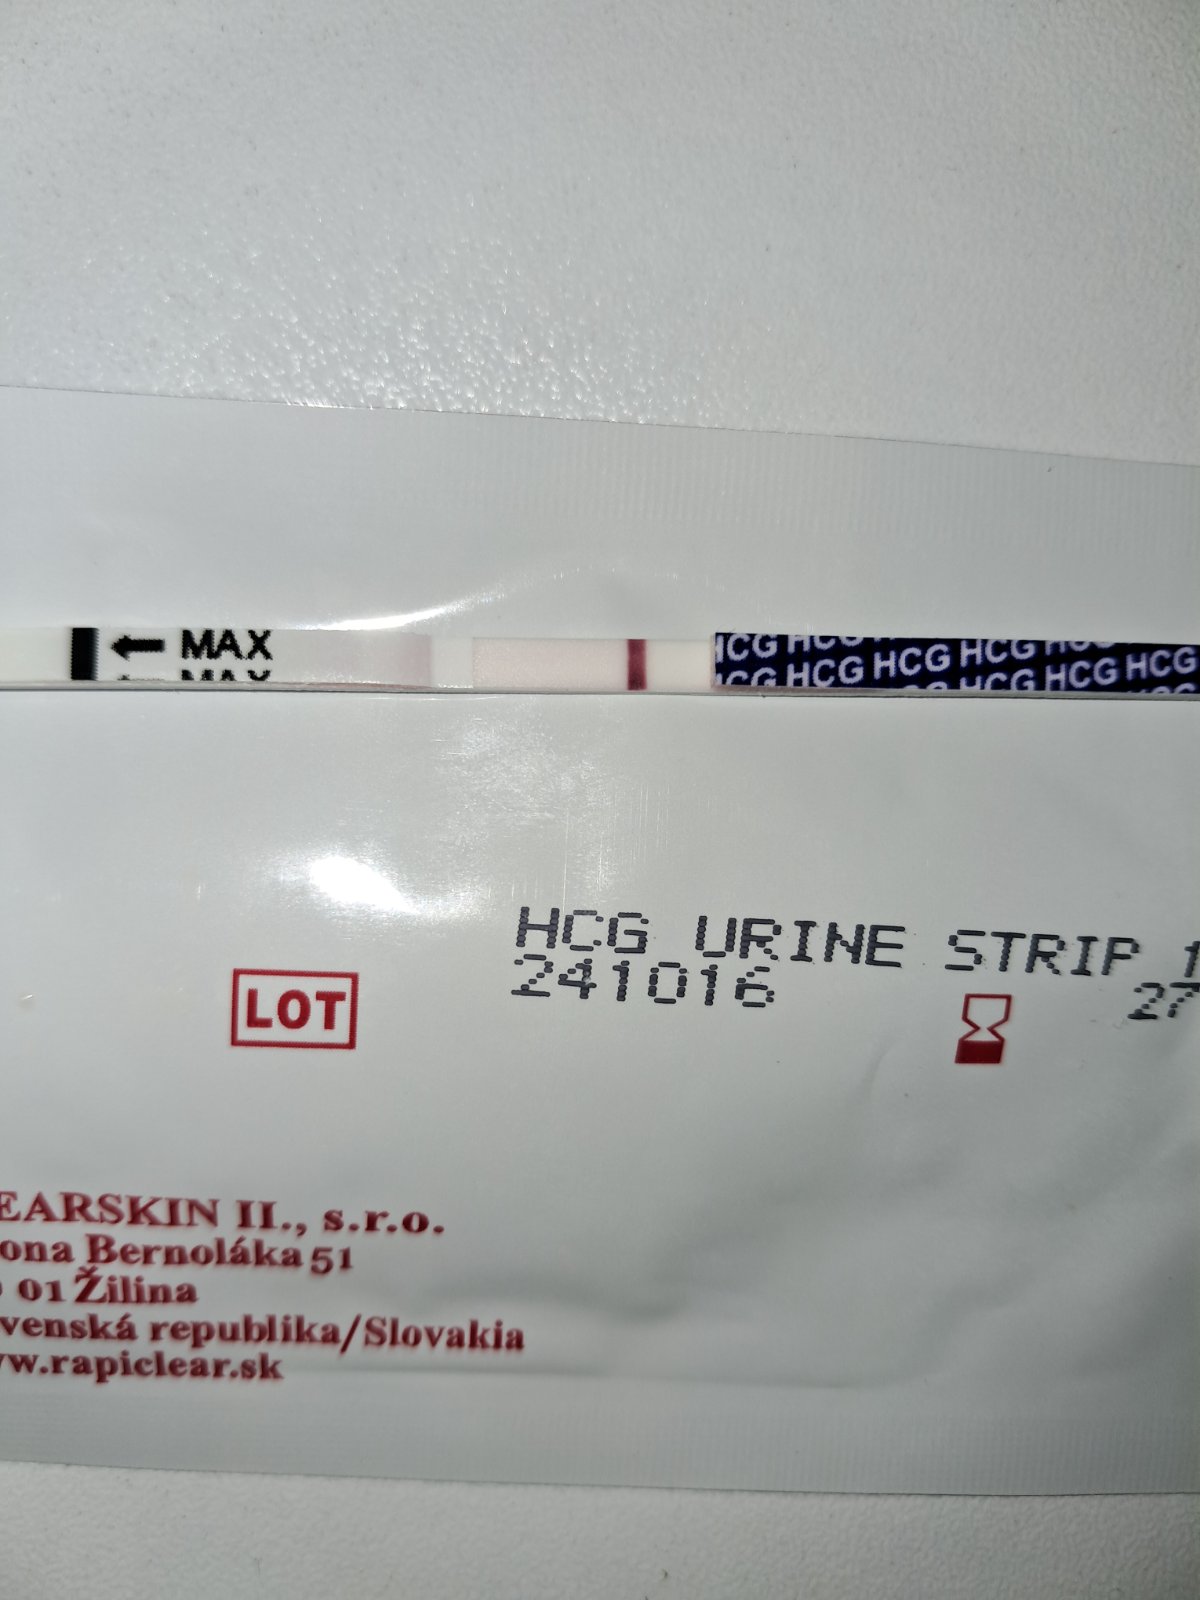 MAX
HCG HCG HCG HCG HCG
HCG URINE STRIP 1
241016
27
LOT
EARSKIN II., s.r.o.
ona Bernoláka 51
01 Žilina
venská republika/Slovakia
w.rapiclear.sk